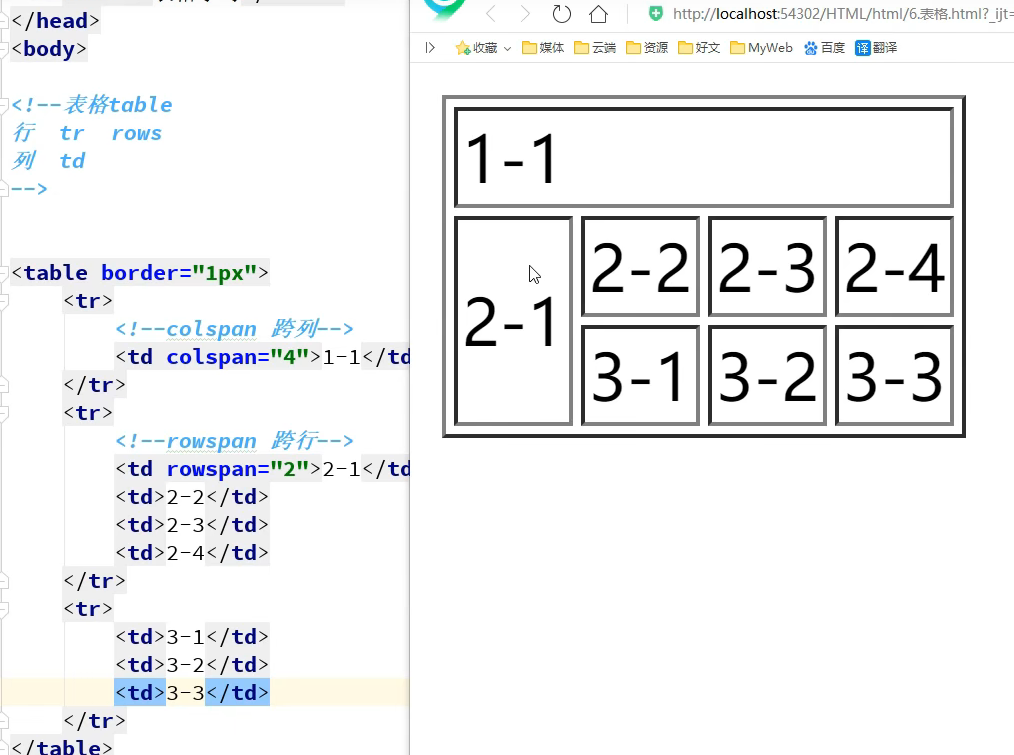 </head>
<body>
<!--表格table
行 tr rows
列 td
-->
<table border="1px">
<tr>
<!--colspan 跨列-->
<td colspan="4">1-1</td
</tr>
<tr>
<!--rowspan 跨行-->
<td rowspan="2">2-1</td
<td>2-2</td>
<td>2-3</td>
<td>2-4</td>
</tr>
<tr>
<td>3-1</td>
<td>3-2</td>
<td>3-3</td>
</tr>
</table>
http://localhost:54302/HTML/html/6.表格.html?_ijt=
收藏 媒体 云端 资源 好文 MyWeb 百度 译 翻译
1-1
2-1 2-2 2-3 2-4
3-1 3-2 3-3